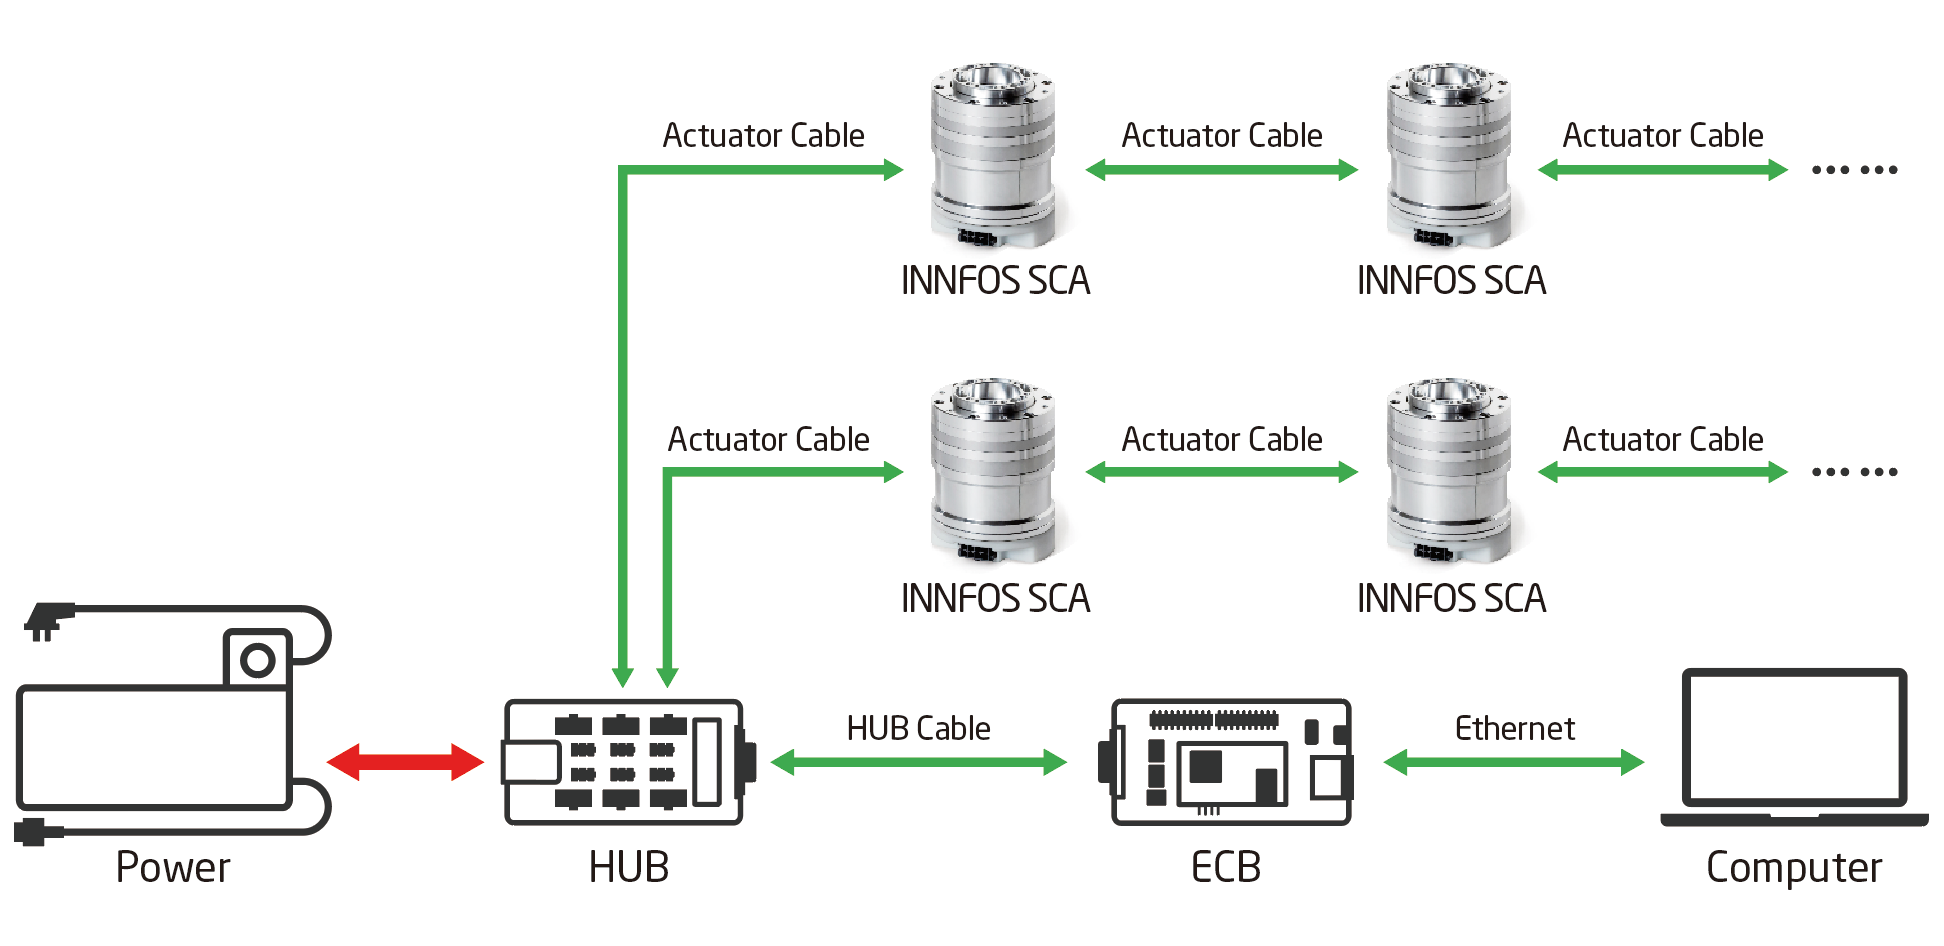 Actuator Cable
Actuator Cable
Actuator Cable
...... 
INNFOS SCA
INNFOS SCA
Actuator Cable
Actuator Cable
Actuator Cable
......
INNFOS SCA
INNFOS SCA
HUB Cable
Ethernet
Power
HUB
ECB
Computer